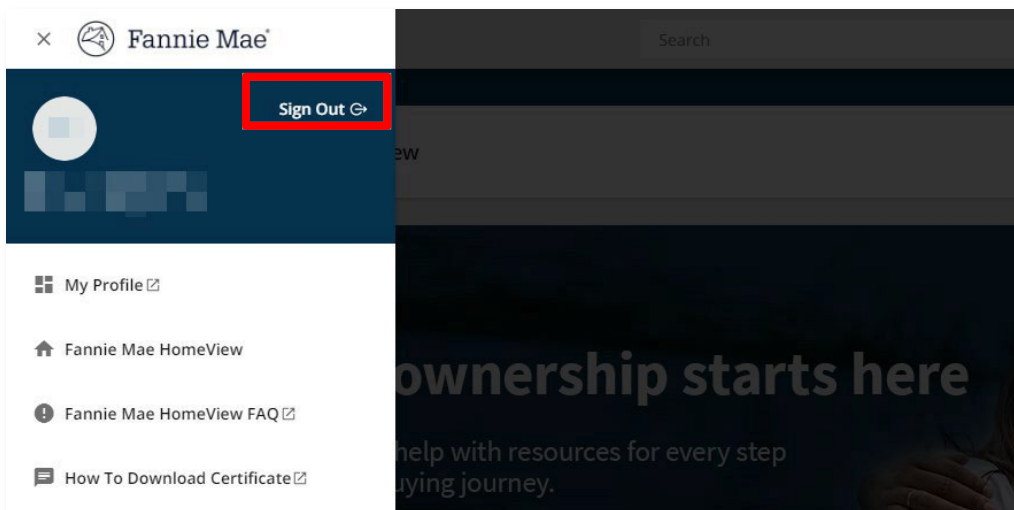 × Fannie Mae®
Search
Sign Out
ew
My Profile
Fannie Mae HomeView
ownership starts here
Fannie Mae HomeView FAQ
help with resources for every step
How To Download Certificate
uying journey.